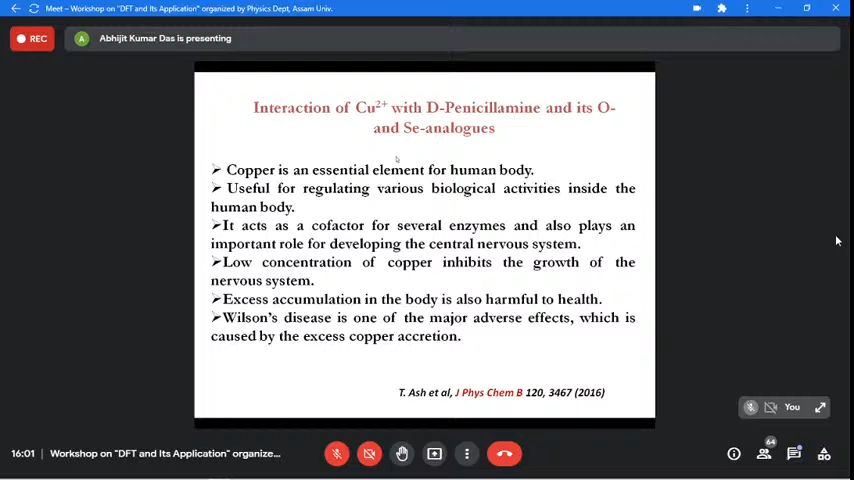 Meet – Workshop on "DFT and Its Application" organized by Physics Dept, Assam Univ.
REC
A
Abhijit Kumar Das is presenting
Interaction of Cu²⁺ with D-Penicillamine and its O-
and Se-analogues
➢ Copper is an essential element for human body.
➢ Useful for regulating various biological activities inside the
human body.
➢It acts as a cofactor for several enzymes and also plays an
important role for developing the central nervous system.
➢Low concentration of copper inhibits the growth of the
nervous system.
➢Excess accumulation in the body is also harmful to health.
➢Wilson's disease is one of the major adverse effects, which is
caused by the excess copper accretion.
T. Ash et al, J Phys Chem B 120, 3467 (2016)
You
16:01 Workshop on "DFT and Its Application" organize...
64